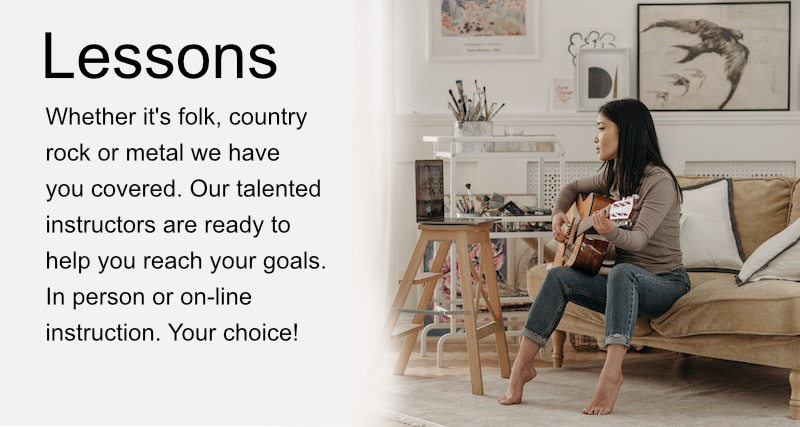 Lessons
Whether it's folk, country
rock or metal we have
you covered. Our talented
instructors are ready to
help you reach your goals.
In person or on-line
instruction. Your choice!